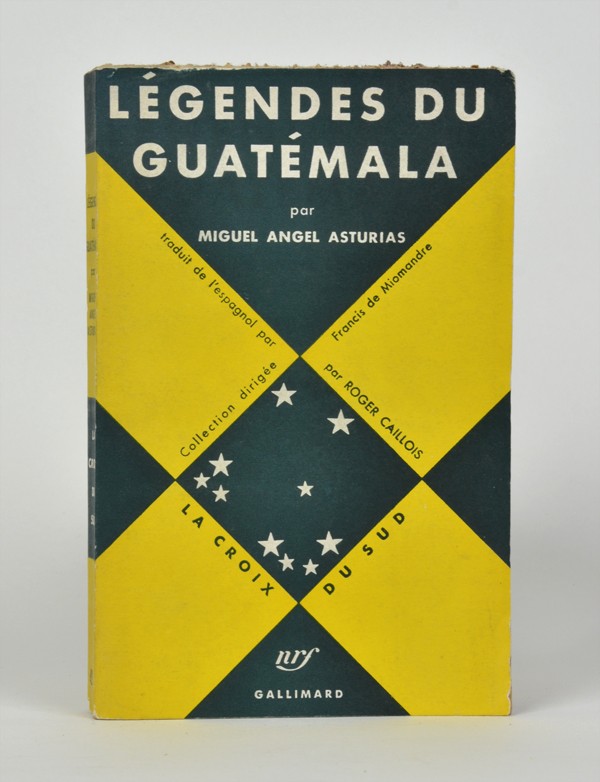 LÉGENDES DU
GUATÉMALA
par
MIGUEL ANGEL ASTURIAS
traduit de l'espagnol par
Francis de Miomandre
Collection dirigée
par ROGER CAILLOIS
LA CROIX
DU SUD
nrf
GALLIMARD